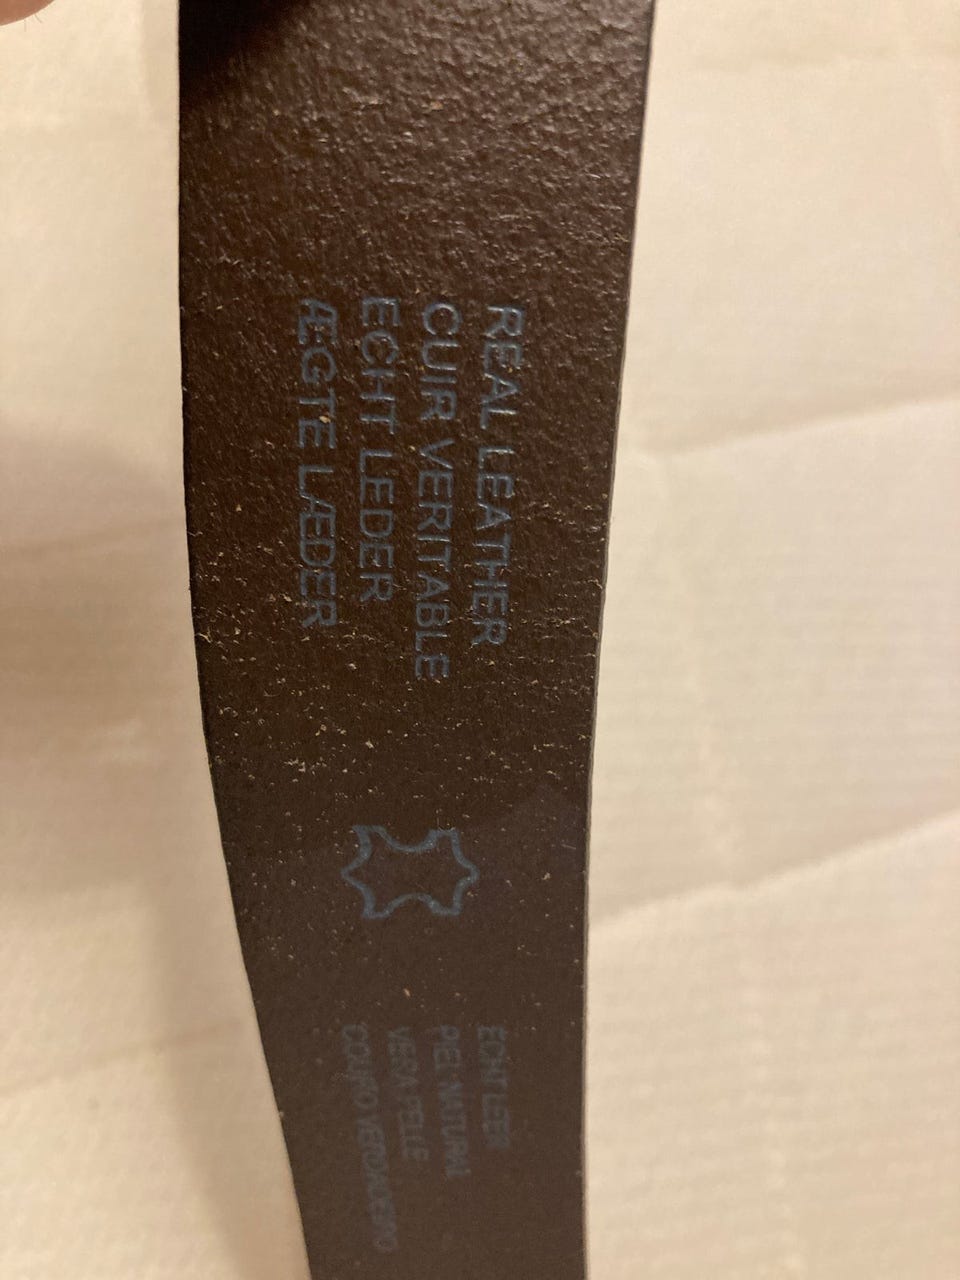 REAL LEATHER
CUIR VERITABLE
ECHT LEDER
ÆGTE LÆDER
ECHT LEER
PIEL NATURAL
VERA PELLE
COURO VERDADEIRO